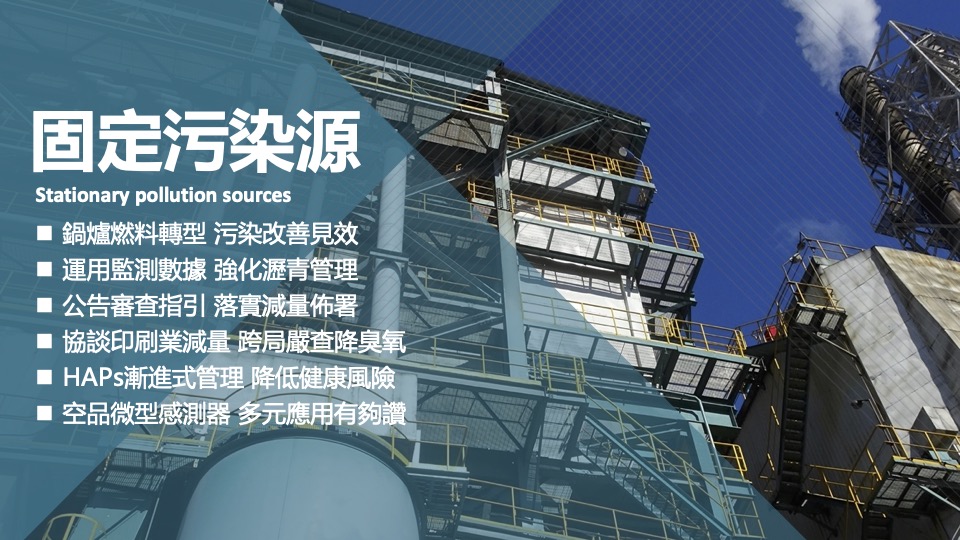 固定污染源
Stationary pollution sources
■ 鍋爐燃料轉型 污染改善見效
■ 運用監測數據 強化瀝青管理
■ 公告審查指引 落實減量佈署
■ 協談印刷業減量 跨局嚴查降臭氧
■ HAPs漸進式管理 降低健康風險
■ 空品微型感測器 多元應用有夠讚